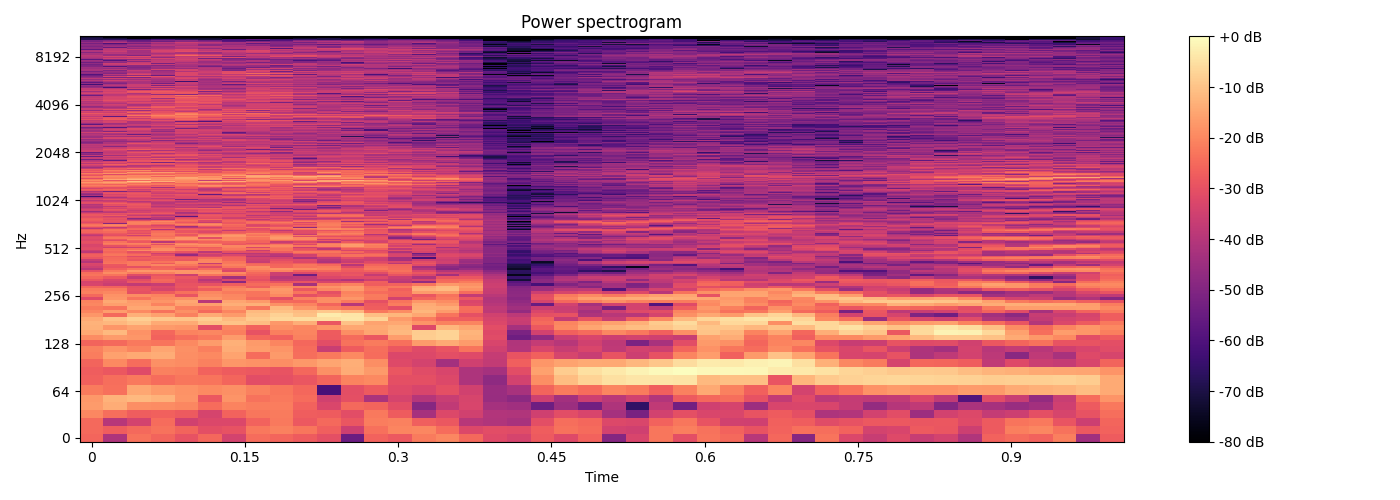 Power spectrogram
8192
4096
2048
1024
512
256
128
64
0
Hz
0 0.15 0.3 0.45 0.6 0.75 0.9
Time
+0 dB
-10 dB
-20 dB
-30 dB
-40 dB
-50 dB
-60 dB
-70 dB
-80 dB